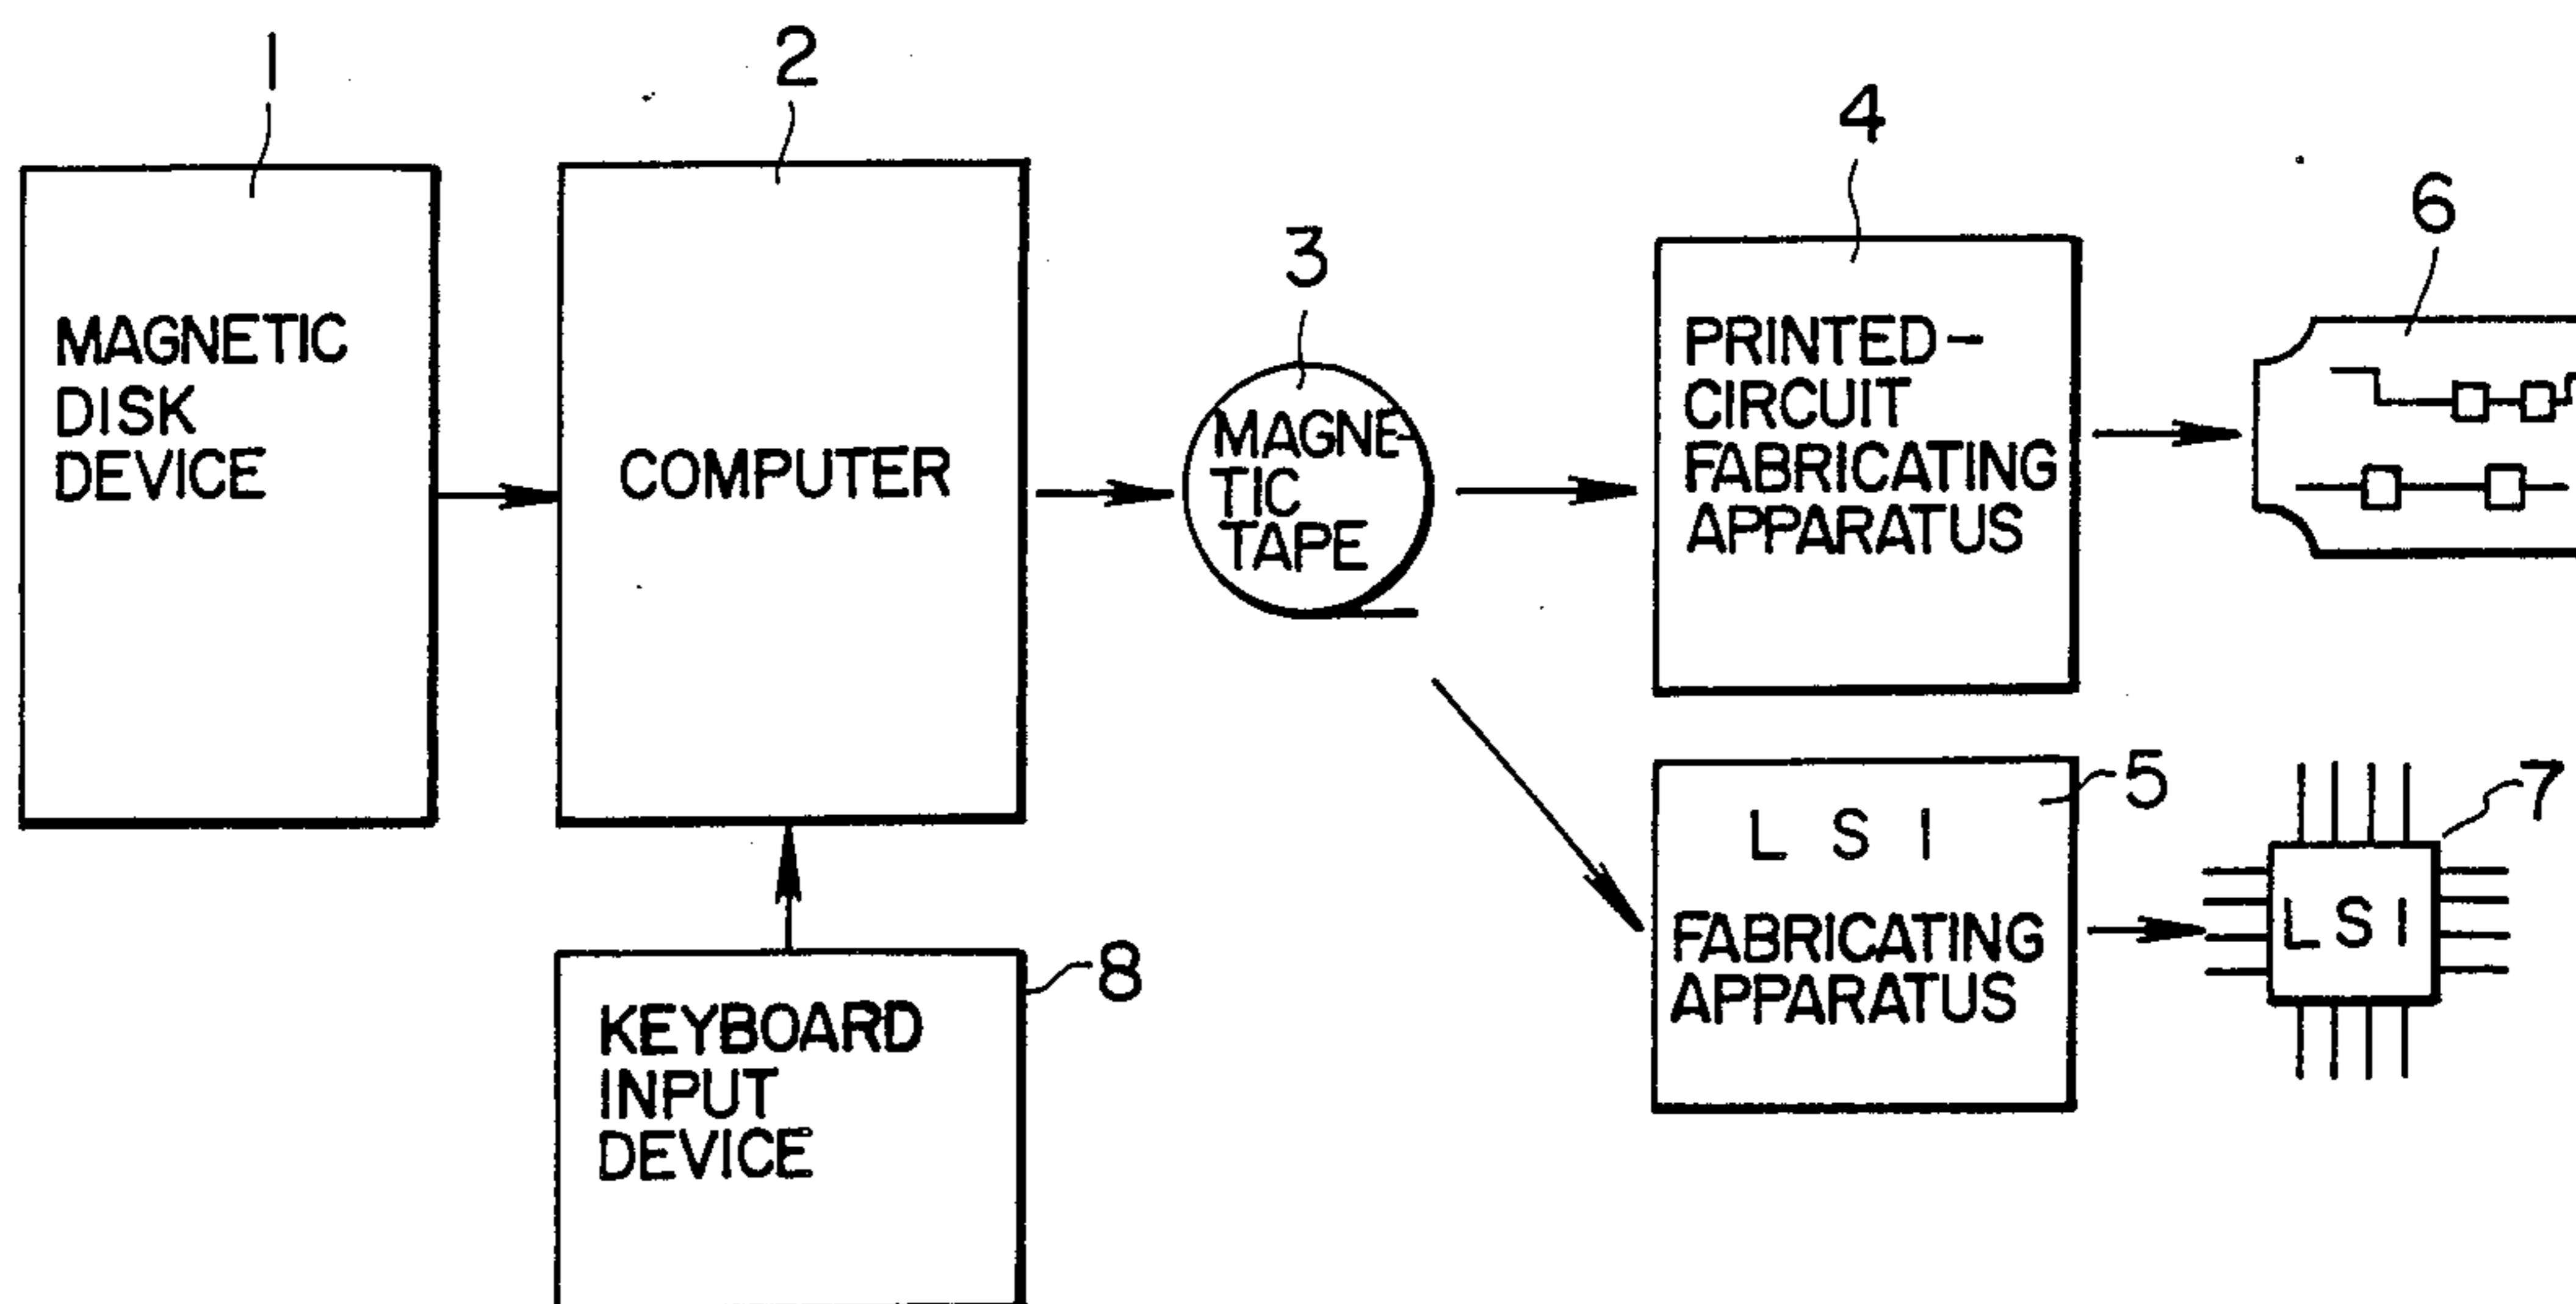 1
2
3
4
6
MAGNETIC
DISK
DEVICE
COMPUTER
MAGNE-
TIC
TAPE
PRINTED-
CIRCUIT
FABRICATING
APPARATUS
5
L S I
FABRICATING
APPARATUS
7
L S I
8
KEYBOARD
INPUT
DEVICE